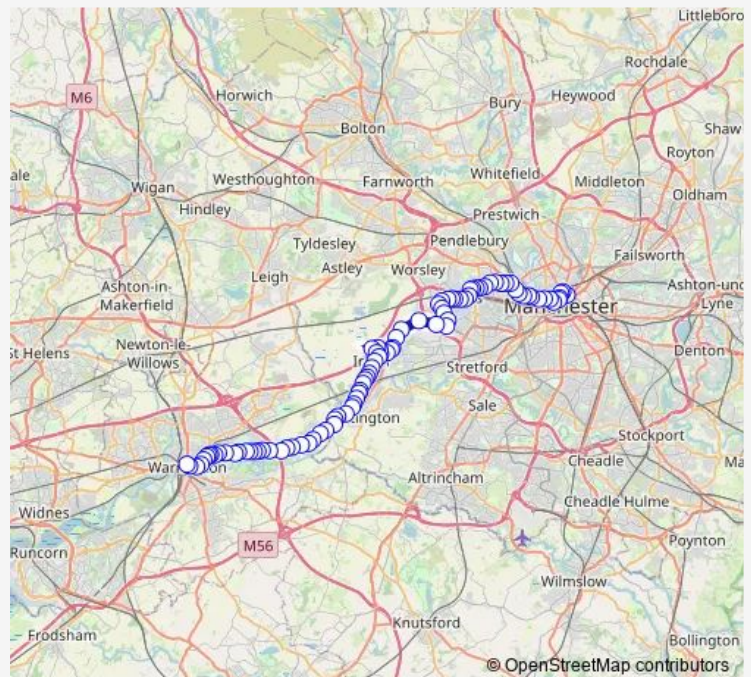 Littleboro
Rochdale
M6
Horwich
Bury
Heywood
Bolton
Shaw
Royton
ale
Wigan
Westhoughton
Farnworth
Whitefield
Middleton
Oldham
Hindley
Prestwich
Tyldesley
Pendlebury
Failsworth
Leigh
Astley
Worsley
Ashton-in-
Makerfield
Ashton-und
Lyne
Manchester
St Helens
Newton-le-
Willows
Denton
Stretford
Sale
Stockport
Cheadle
Altrincham
Cheadle Hulme
Widnes
Runcorn
M56
Poynton
Wilmslow
Knutsford
Frodsham
Bollington
© OpenStreetMap contributors